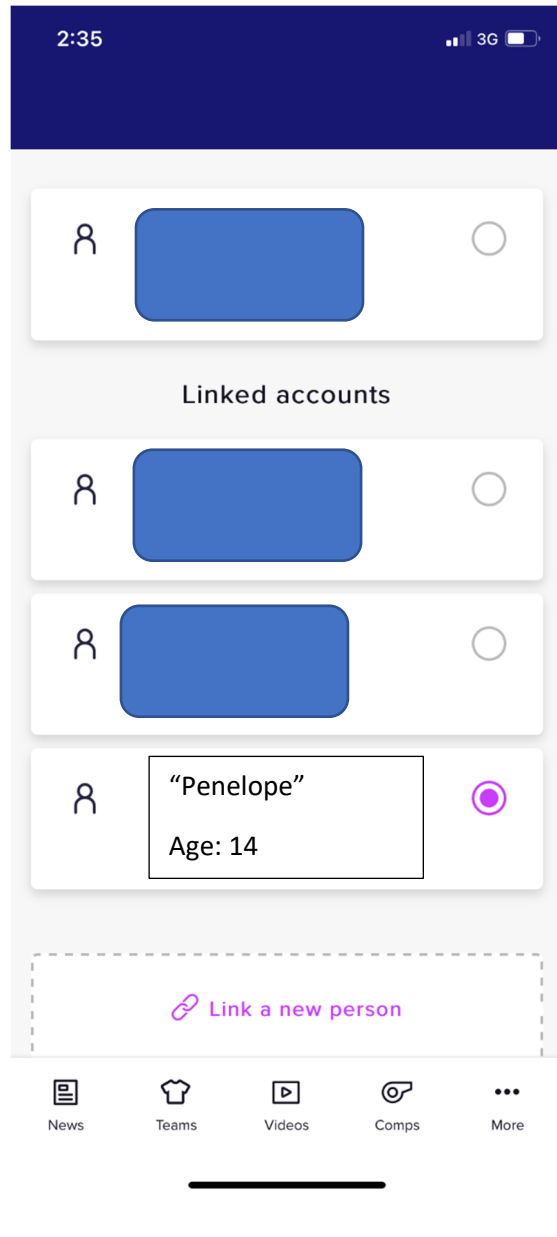 2:35
3G
Linked accounts
“Penelope”
Age: 14
Link a new person
News
Teams
Videos
Comps
More